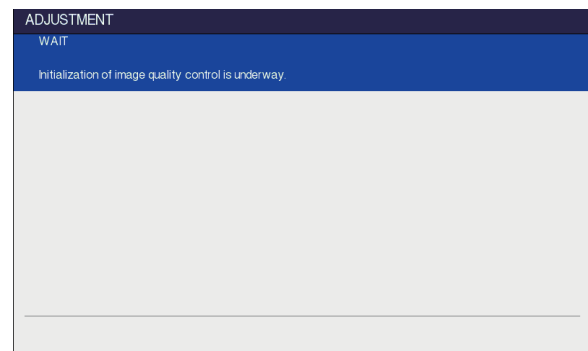 ADJUSTMENT
WAIT
Initialization of image quality control is underway.